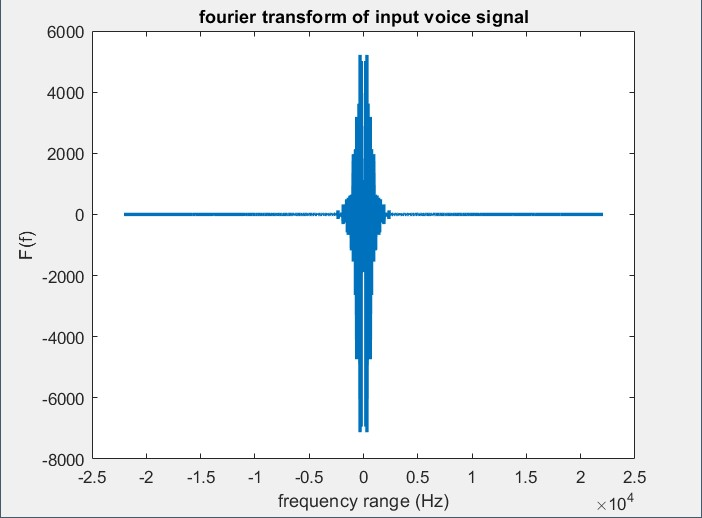 fourier transform of input voice signal
6000
4000
2000
0
-2000
-4000
-6000
-8000
F(f)
-2.5 -2 -1.5 -1 -0.5 0 0.5 1 1.5 2 2.5
frequency range (Hz)
×10^4